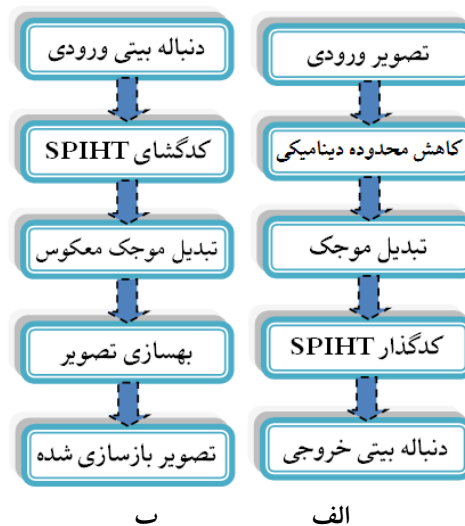 تصویر ورودی
کاهش محدوده دینامیکی
تبدیل موجک
کدگذار SPIHT
دنباله بیتی خروجی
الف
دنباله بیتی ورودی
کدگشای SPIHT
تبدیل موجک معکوس
بهسازی تصویر
تصویر بازسازی شده
ب